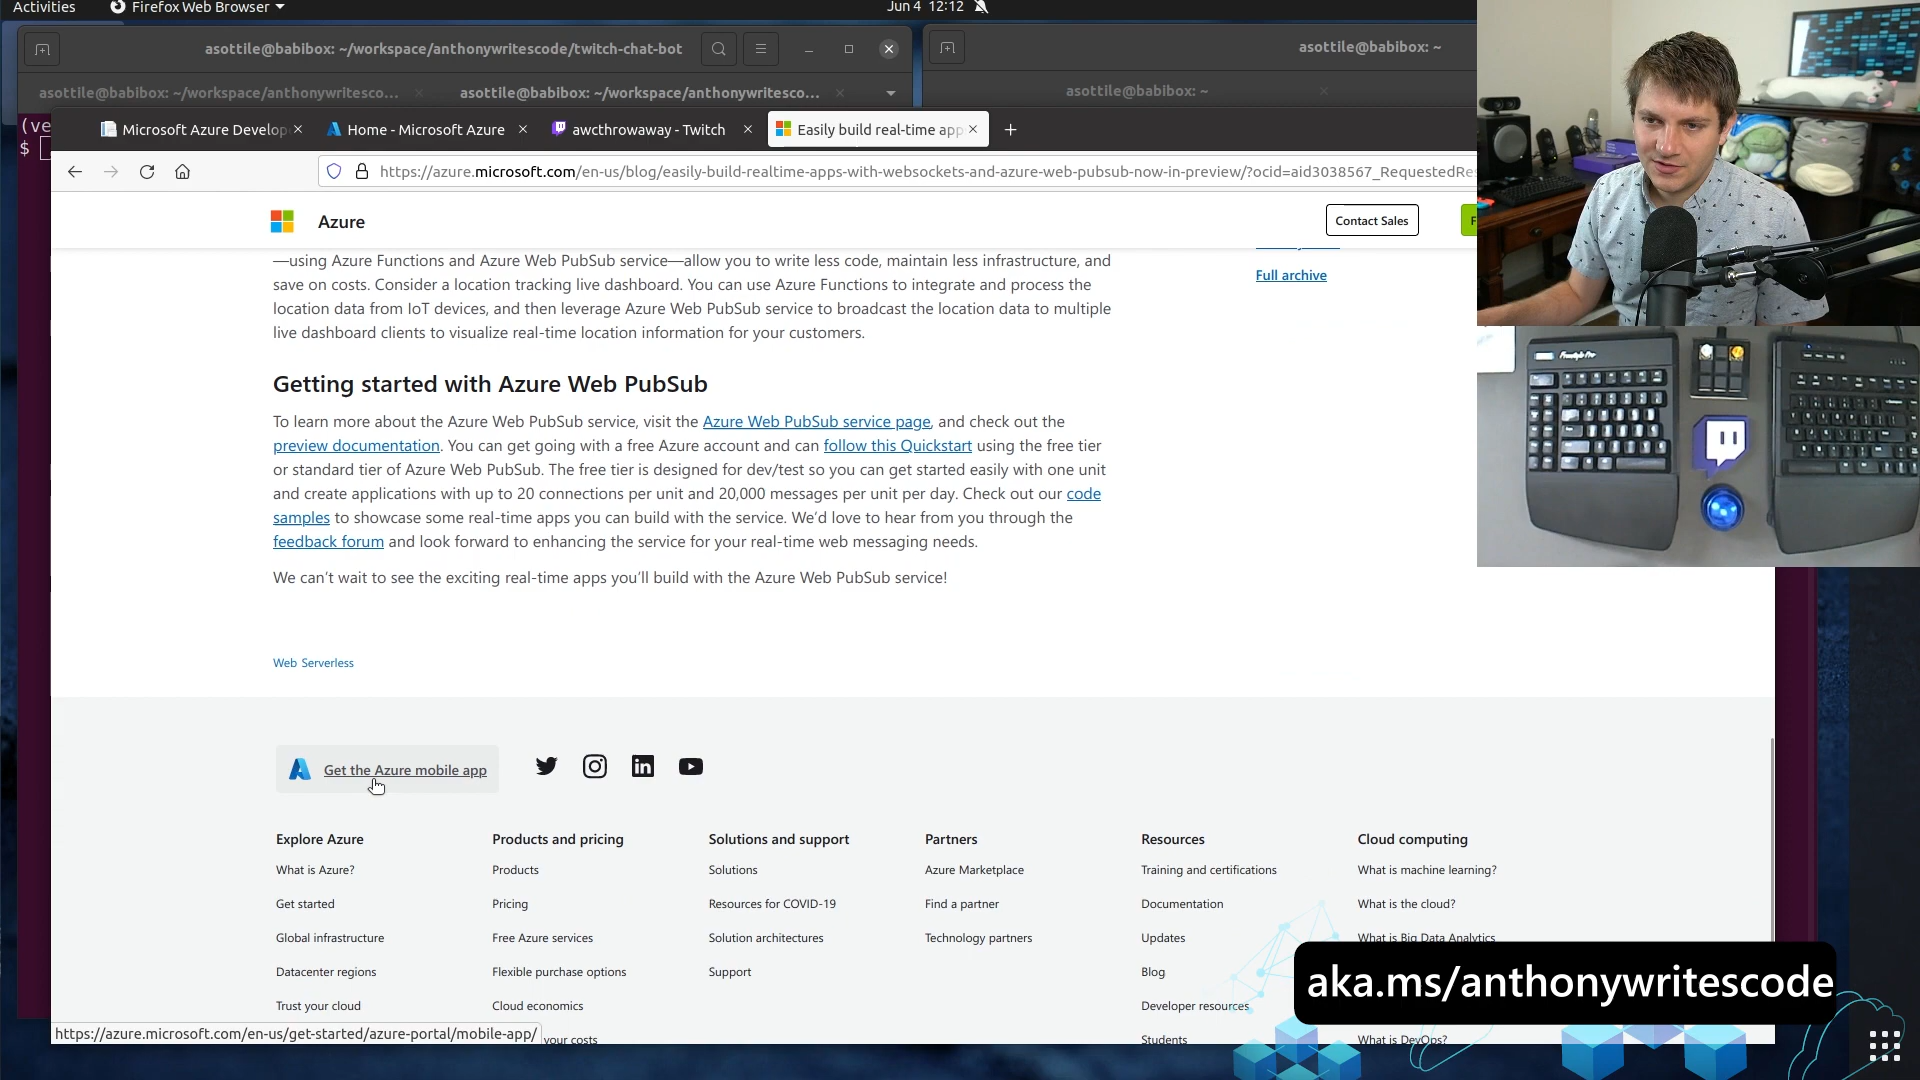 Activities
Firefox Web Browser
Jun 4 12:12
asottile@babibox: ~/workspace/anthonywritescode/twitch-chat-bot
asottile@babibox: ~
asottile@babibox: ~/workspace/anthonywritesco...
asottile@babibox: ~/workspace/anthonywritesco...
asottile@babibox: ~
(ve
$
Microsoft Azure Develop
Home - Microsoft Azure
awcthrowaway - Twitch
Easily build real-time app
https://azure.microsoft.com/en-us/blog/easily-build-realtime-apps-with-websockets-and-azure-web-pubsub-now-in-preview/?ocid=aid3038567_RequestedRe
Azure
Contact Sales
F
—using Azure Functions and Azure Web PubSub service—allow you to write less code, maintain less infrastructure, and
save on costs. Consider a location tracking live dashboard. You can use Azure Functions to integrate and process the
location data from IoT devices, and then leverage Azure Web PubSub service to broadcast the location data to multiple
live dashboard clients to visualize real-time location information for your customers.
Full archive
Getting started with Azure Web PubSub
To learn more about the Azure Web PubSub service, visit the Azure Web PubSub service page, and check out the
preview documentation. You can get going with a free Azure account and can follow this Quickstart using the free tier
or standard tier of Azure Web PubSub. The free tier is designed for dev/test so you can get started easily with one unit
and create applications with up to 20 connections per unit and 20,000 messages per unit per day. Check out our code
samples to showcase some real-time apps you can build with the service. We'd love to hear from you through the
feedback forum and look forward to enhancing the service for your real-time web messaging needs.
We can't wait to see the exciting real-time apps you'll build with the Azure Web PubSub service!
Web Serverless
Get the Azure mobile app
Explore Azure
What is Azure?
Get started
Global infrastructure
Datacenter regions
Trust your cloud
Products and pricing
Products
Pricing
Free Azure services
Flexible purchase options
Cloud economics
your costs
Solutions and support
Solutions
Resources for COVID-19
Solution architectures
Support
Partners
Azure Marketplace
Find a partner
Technology partners
Resources
Training and certifications
Documentation
Updates
Blog
Developer resources
Students
Cloud computing
What is machine learning?
What is the cloud?
What is Big Data Analytics
What is DevOps?
https://azure.microsoft.com/en-us/get-started/azure-portal/mobile-app/
aka.ms/anthonywritescode
Freestyle Pro